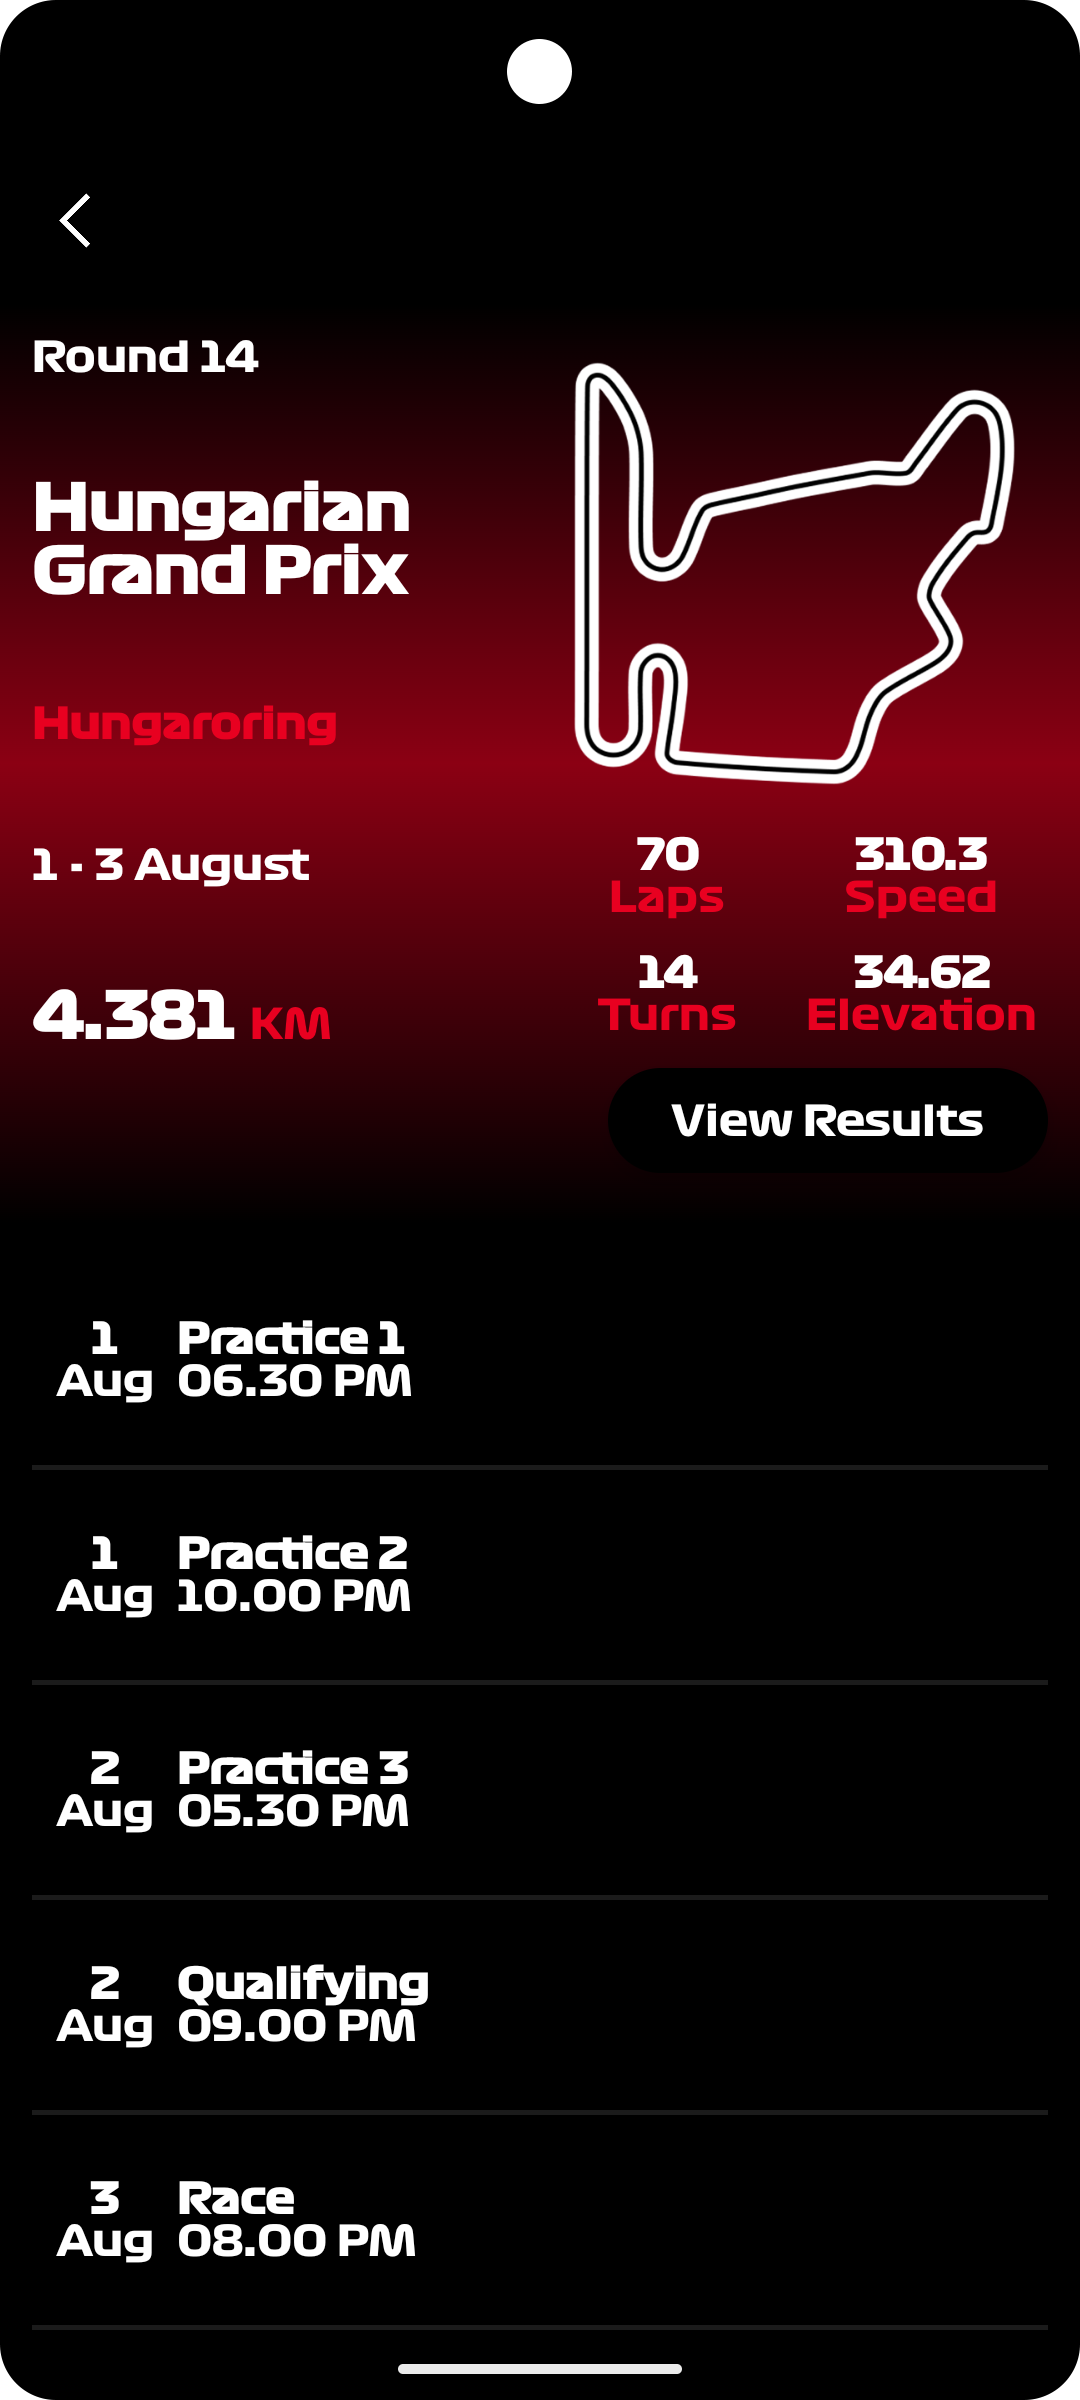 Round 14
Hungarian
Grand Prix
Hungaroring
1 - 3 August
4.381 KM
70
Laps
310.3
Speed
14
Turns
34.62
Elevation
View Results
1
Aug
Practice 1
06.30 PM
1
Aug
Practice 2
10.00 PM
2
Aug
Practice 3
05.30 PM
2
Aug
Qualifying
09.00 PM
3
Aug
Race
08.00 PM